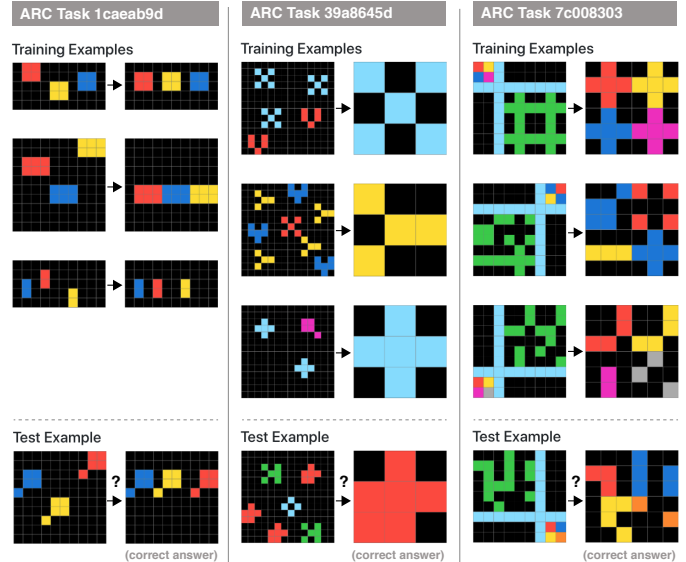 ARC Task 1caeab9d
Training Examples
Test Example
?
(correct answer)
ARC Task 39a8645d
Training Examples
Test Example
?
(correct answer)
ARC Task 7c008303
Training Examples
Test Example
?
(correct answer)